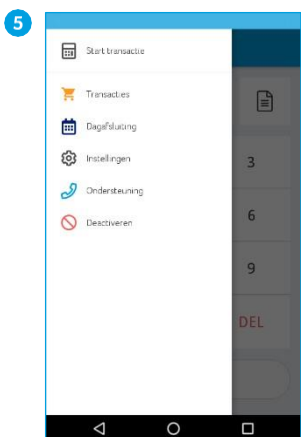 5
Start transactie
Transacties
Dagafsluiting
Instellingen
3
Ondersteuning
Deactiveren
6
9
DEL